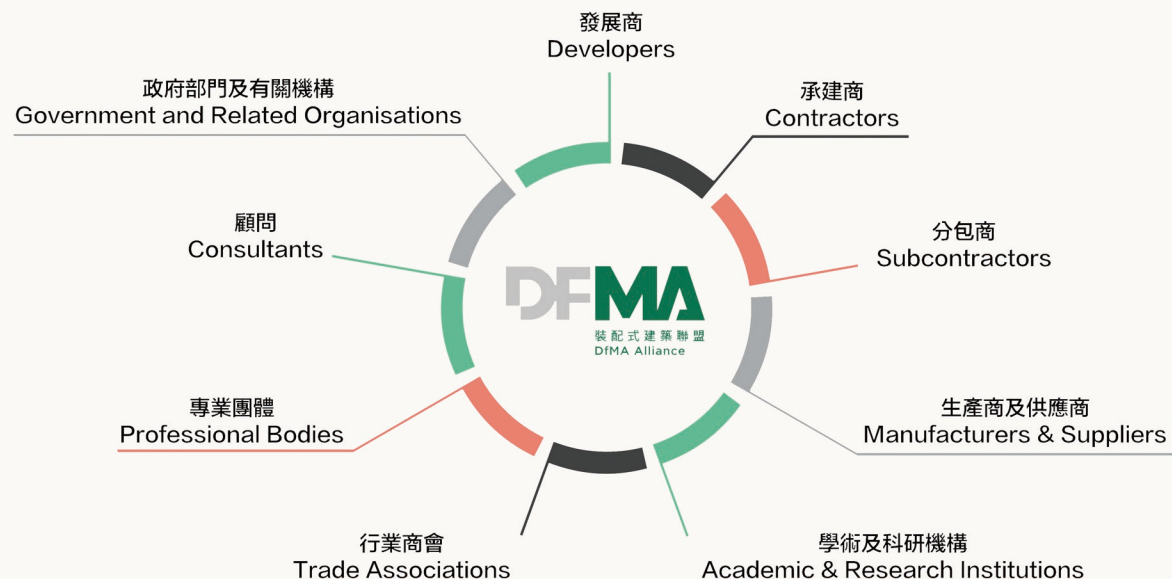 發展商
Developers
承建商
Contractors
分包商
Subcontractors
生產商及供應商
Manufacturers & Suppliers
學術及科研機構
Academic & Research Institutions
行業商會
Trade Associations
專業團體
Professional Bodies
顧問
Consultants
政府部門及有關機構
Government and Related Organisations
DFMA
裝配式建築聯盟
DfMA Alliance